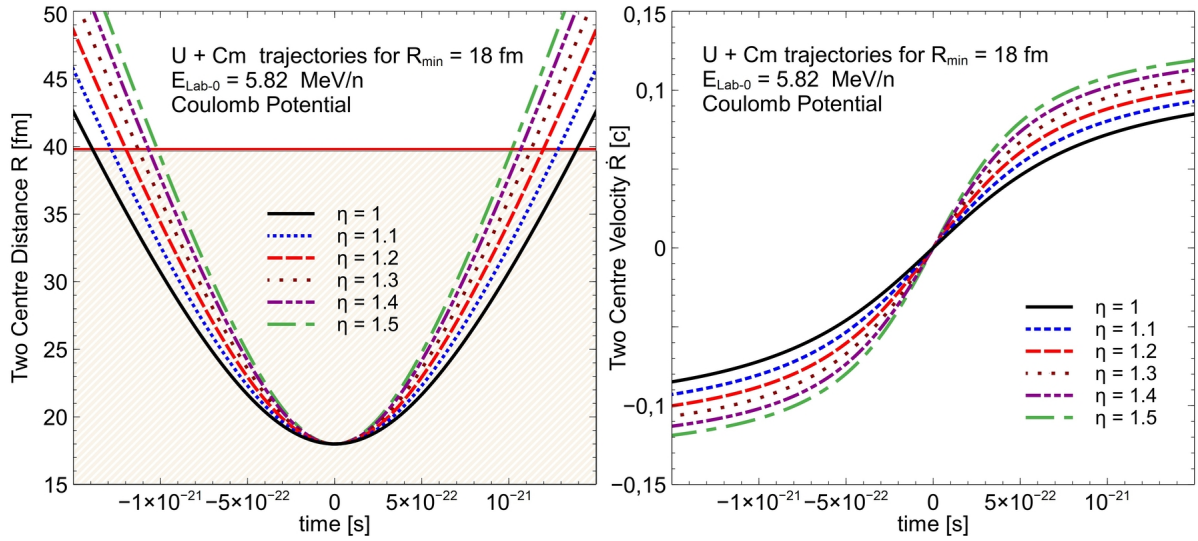 50
45
40
35
30
25
20
15
Two Centre Distance R [fm]
U + Cm trajectories for Rmin = 18 fm
ELab-0 = 5.82 MeV/n
Coulomb Potential
η = 1
η = 1.1
η = 1.2
η = 1.3
η = 1.4
η = 1.5
−1×10⁻²¹ −5×10⁻²² 0 5×10⁻²² 10⁻²¹
time [s]
0,15
0,1
0
−0,1
−0,15
Two Centre Velocity Ṙ [c]
U + Cm trajectories for Rmin = 18 fm
ELab-0 = 5.82 MeV/n
Coulomb Potential
η = 1
η = 1.1
η = 1.2
η = 1.3
η = 1.4
η = 1.5
−1×10⁻²¹ −5×10⁻²² 0 5×10⁻²² 10⁻²¹
time [s]